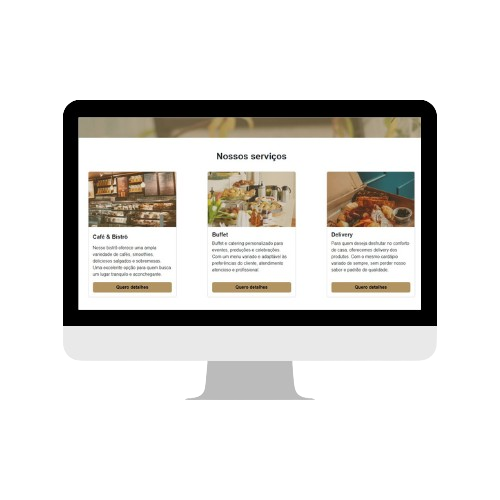 Nossos serviços
Café & Bistrô
Nosso bistrô oferece uma ampla
variedade de cafés, smoothies,
deliciosos salgados e sobremesas.
Uma excelente opção para quem busca
um lugar tranquilo e aconchegante.
Quero detalhes
Buffet
Buffet e catering personalizado para
eventos, produções e celebrações.
Com um menu variado e adaptável às
preferências do cliente, atendimento
atencioso e profissional.
Quero detalhes
Delivery
Para quem deseja desfrutar no conforto
de casa, oferecemos delivery dos
produtos. Com o mesmo cardápio
variado de sempre, sem perder nosso
sabor e padrão de qualidade.
Quero detalhes